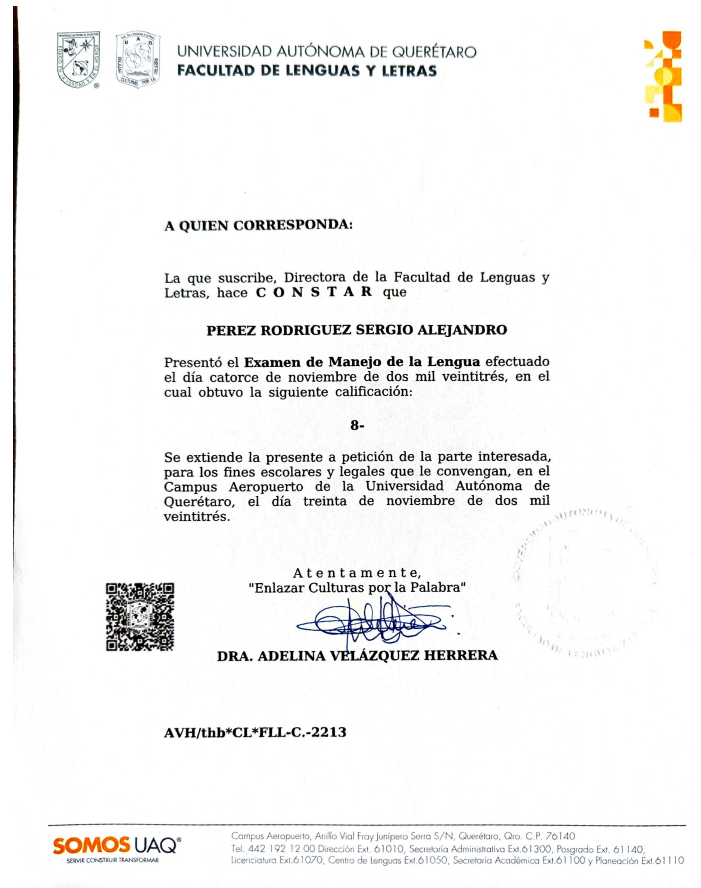 UNIVERSIDAD AUTÓNOMA DE QUERÉTARO
FACULTAD DE LENGUAS Y LETRAS
A QUIEN CORRESPONDA:
La que suscribe, Directora de la Facultad de Lenguas y
Letras, hace C O N S T A R que
PEREZ RODRIGUEZ SERGIO ALEJANDRO
Presentó el Examen de Manejo de la Lengua efectuado
el día catorce de noviembre de dos mil veintitrés, en el
cual obtuvo la siguiente calificación:
8-
Se extiende la presente a petición de la parte interesada,
para los fines escolares y legales que le convengan, en el
Campus Aeropuerto de la Universidad Autónoma de
Querétaro, el día treinta de noviembre de dos mil
veintitrés.
A t e n t a m e n t e,
"Enlazar Culturas por la Palabra"
DRA. ADELINA VELÁZQUEZ HERRERA
AVH/thb*CL*FLL-C.-2213
SOMOS UAQ®
SERVIR CONSTRUIR TRANSFORMAR
Campus Aeropuerto, Anillo Vial Fray Junípero Serra S/N, Querétaro, Qro. C.P. 76140
Tel. 442 192 12 00 Dirección Ext. 61010, Secretaría Administrativa Ext.61300, Posgrado Ext. 61140,
Licenciatura Ext.61070, Centro de Lenguas Ext.61050, Secretaría Académica Ext.61100 y Planeación Ext.61110